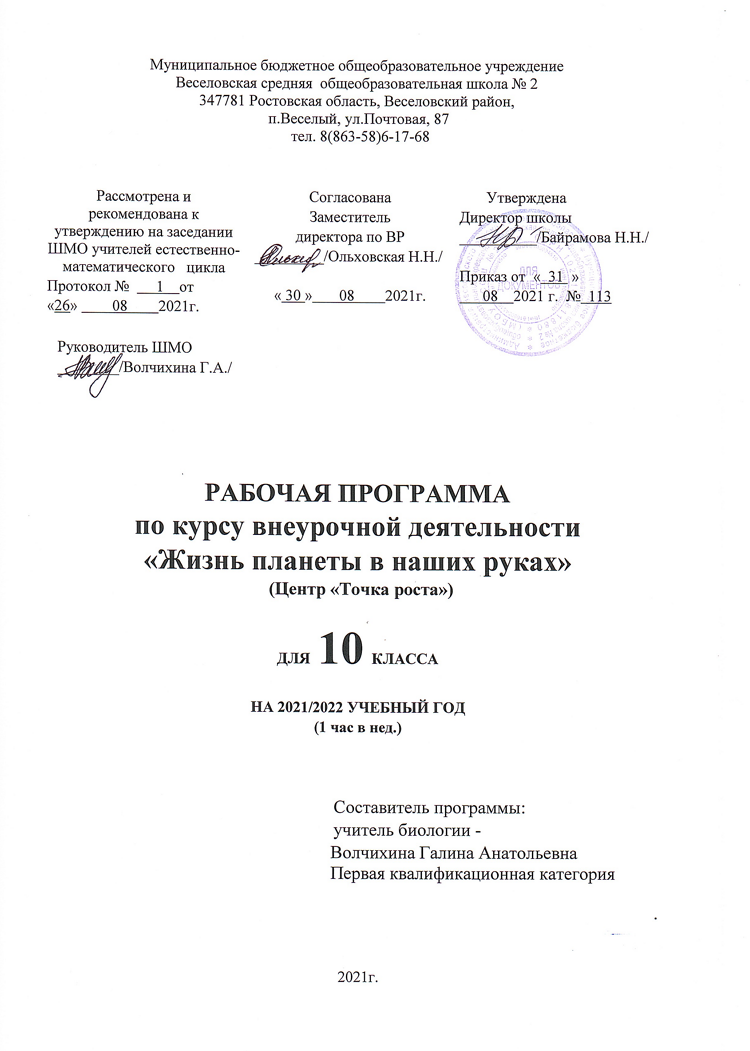 Муниципальное бюджетное общеобразовательное учреждение
Веселовская средняя общеобразовательная школа № 2
347781 Ростовская область, Веселовский район,
п.Веселый, ул.Почтовая, 87
тел. 8(863-58)6-17-68
Рассмотрена и
рекомендована к
утверждению на заседании
ШМО учителей естественно-
математического цикла
Протокол № 1 от
«26» 08 2021г.
Руководитель ШМО
/Волчихина Г.А./
Согласована
Заместитель
директора по ВР
/Ольховская Н.Н./
« 30 » 08 2021г.
Утверждена
Директор школы
/Байрамова Н.Н./
Приказ от « 31 »
08 2021 г. № 113
ДЛЯ
ДОКУМЕНТОВ
РАБОЧАЯ ПРОГРАММА
по курсу внеурочной деятельности
«Жизнь планеты в наших руках»
(Центр «Точка роста»)
ДЛЯ 10 КЛАССА
НА 2021/2022 УЧЕБНЫЙ ГОД
(1 час в нед.)
Составитель программы:
учитель биологии -
Волчихина Галина Анатольевна
Первая квалификационная категория
2021г.